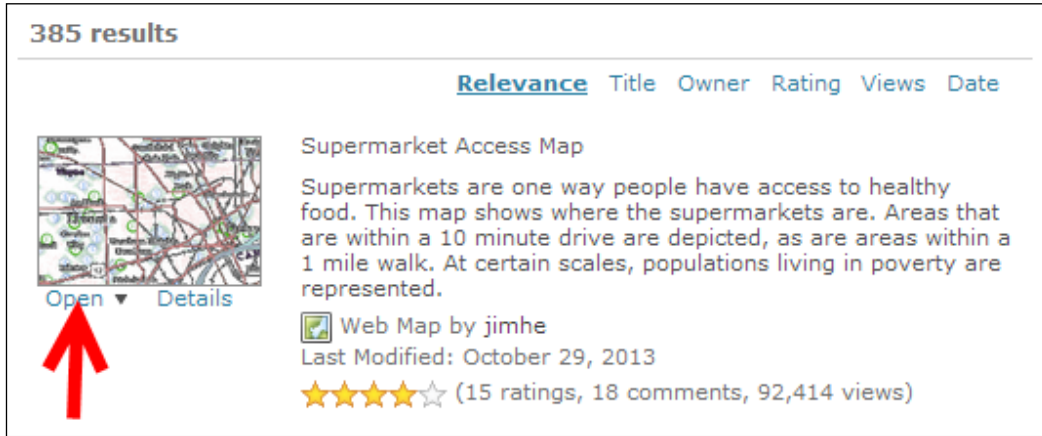 385 results
Relevance Title Owner Rating Views Date
Supermarket Access Map
Supermarkets are one way people have access to healthy
food. This map shows where the supermarkets are. Areas that
are within a 10 minute drive are depicted, as are areas within a
1 mile walk. At certain scales, populations living in poverty are
represented.
Open ▼ Details
Web Map by jimhe
Last Modified: October 29, 2013
(15 ratings, 18 comments, 92,414 views)